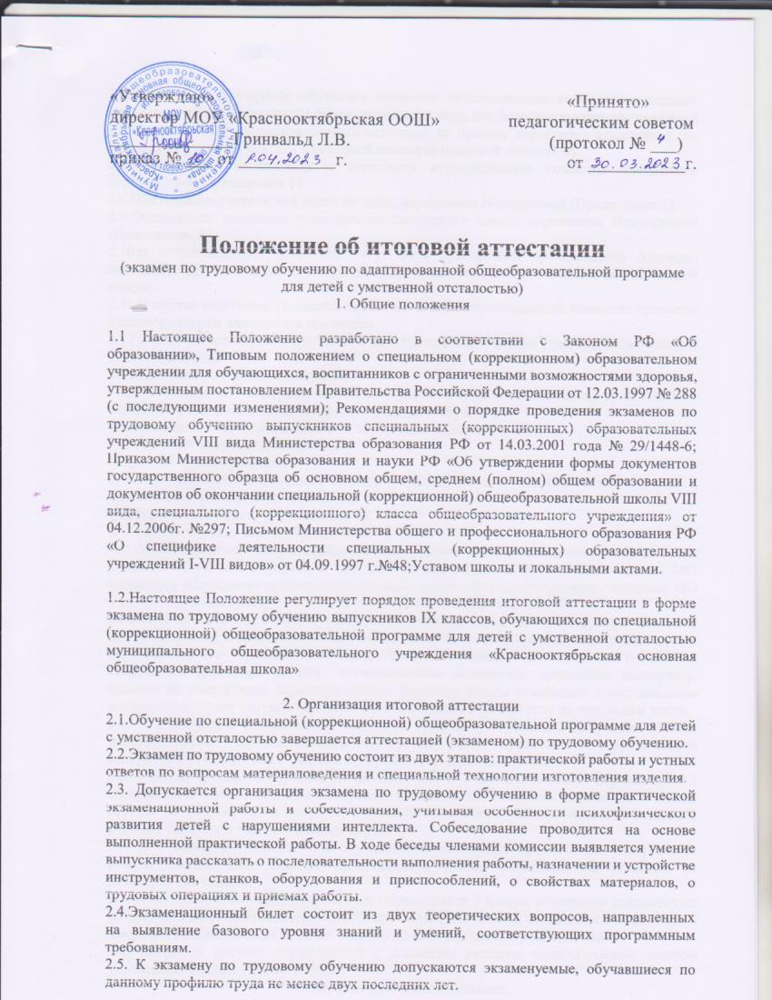 «Утверждаю»
директор МОУ «Краснооктябрьская ООШ»
Гринвальд Л.В.
приказ № от .04.2023 г.
«Принято»
педагогическим советом
(протокол № 4 )
от 30.03.2023 г.
Положение об итоговой аттестации
(экзамен по трудовому обучению по адаптированной общеобразовательной программе
для детей с умственной отсталостью)
1. Общие положения
1.1 Настоящее Положение разработано в соответствии с Законом РФ «Об
образовании», Типовым положением о специальном (коррекционном) образовательном
учреждении для обучающихся, воспитанников с ограниченными возможностями здоровья,
утвержденным постановлением Правительства Российской Федерации от 12.03.1997 № 288
(с последующими изменениями); Рекомендациями о порядке проведения экзаменов по
трудовому обучению выпускников специальных (коррекционных) образовательных
учреждений VIII вида Министерства образования РФ от 14.03.2001 года № 29/1448-6;
Приказом Министерства образования и науки РФ «Об утверждении формы документов
государственного образца об основном общем, среднем (полном) общем образовании и
документов об окончании специальной (коррекционной) общеобразовательной школы VIII
вида, специального (коррекционного) класса общеобразовательного учреждения» от
04.12.2006г. №297; Письмом Министерства общего и профессионального образования РФ
«О специфике деятельности специальных (коррекционных) образовательных
учреждений I-VIII видов» от 04.09.1997 г.№48;Уставом школы и локальными актами.
1.2.Настоящее Положение регулирует порядок проведения итоговой аттестации в форме
экзамена по трудовому обучению выпускников IX классов, обучающихся по специальной
(коррекционной) общеобразовательной программе для детей с умственной отсталостью
муниципального общеобразовательного учреждения «Краснооктябрьская основная
общеобразовательная школа»
2. Организация итоговой аттестации
2.1.Обучение по специальной (коррекционной) общеобразовательной программе для детей
с умственной отсталостью завершается аттестацией (экзаменом) по трудовому обучению.
2.2.Экзамен по трудовому обучению состоит из двух этапов: практической работы и устных
ответов по вопросам материаловедения и специальной технологии изготовления изделия.
2.3. Допускается организация экзамена по трудовому обучению в форме практической
экзаменационной работы и собеседования, учитывая особенности психофизического
развития детей с нарушениями интеллекта. Собеседование проводится на основе
выполненной практической работы. В ходе беседы членами комиссии выявляется умение
выпускника рассказать о последовательности выполнения работы, назначении и устройстве
инструментов, станков, оборудования и приспособлений, о свойствах материалов, о
трудовых операциях и приемах работы.
2.4.Экзаменационный билет состоит из двух теоретических вопросов, направленных
на выявление базового уровня знаний и умений, соответствующих программным
требованиям.
2.5. К экзамену по трудовому обучению допускаются экзаменуемые, обучавшиеся по
данному профилю труда не менее двух последних лет.